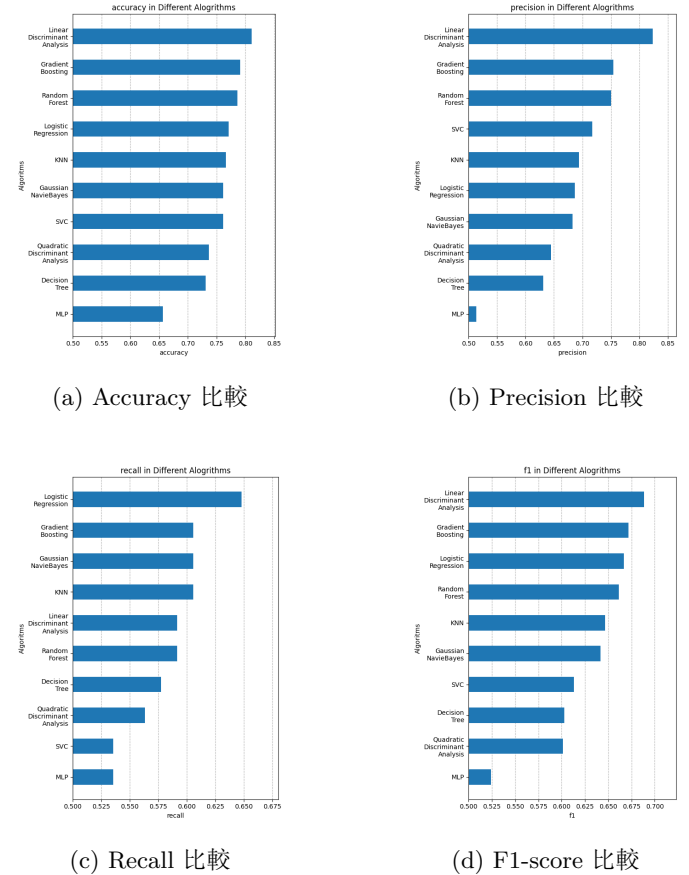 accuracy in Different Alogrithms
Algoritms
Linear
Discriminant
Analysis
Gradient
Boosting
Random
Forest
Logistic
Regression
KNN
Gaussian
NavieBayes
SVC
Quadratic
Discriminant
Analysis
Decision
Tree
MLP
0.50 0.55 0.60 0.65 0.70 0.75 0.80 0.85
accuracy
(a) Accuracy 比較
precision in Different Alogrithms
Algoritms
Linear
Discriminant
Analysis
Gradient
Boosting
Random
Forest
SVC
KNN
Logistic
Regression
Gaussian
NavieBayes
Quadratic
Discriminant
Analysis
Decision
Tree
MLP
0.50 0.55 0.60 0.65 0.70 0.75 0.80 0.85
precision
(b) Precision 比較
recall in Different Alogrithms
Algoritms
Logistic
Regression
Gradient
Boosting
Gaussian
NavieBayes
KNN
Linear
Discriminant
Analysis
Random
Forest
Decision
Tree
Quadratic
Discriminant
Analysis
SVC
MLP
0.500 0.525 0.550 0.575 0.600 0.625 0.650 0.675
recall
(c) Recall 比較
f1 in Different Alogrithms
Algoritms
Linear
Discriminant
Analysis
Gradient
Boosting
Logistic
Regression
Random
Forest
KNN
Gaussian
NavieBayes
SVC
Decision
Tree
Quadratic
Discriminant
Analysis
MLP
0.500 0.525 0.550 0.575 0.600 0.625 0.650 0.675 0.700
f1
(d) F1-score 比較